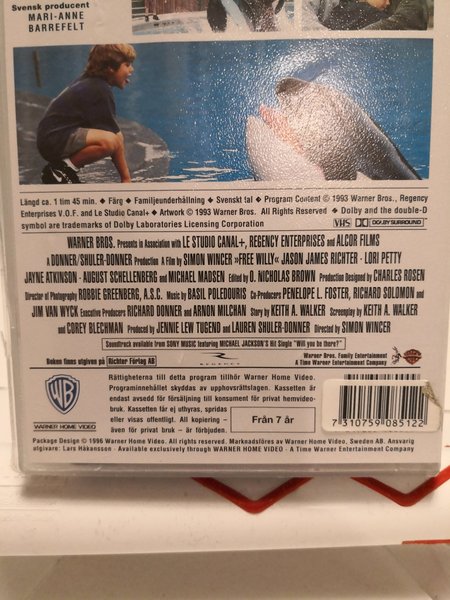 Svensk producent
MARI-ANNE
BARREFELT
Längd ca. 1 tim 45 min. • Färg • Familjeunderhållning • Svenskt tal • Program Content © 1993 Warner Bros., Regency
Enterprises V.O.F. and Le Studio Canal+ • Artwork © 1993 Warner Bros. All Rights Reserved • Dolby and the double-D
symbol are trademarks of Dolby Laboratories Licensing Corporation VHS DOLBY SURROUND
WARNER BROS. Presents in Association with LE STUDIO CANAL+, REGENCY ENTERPRISES and ALCOR FILMS
A DONNER/SHULER-DONNER Production A Film by SIMON WINCER »FREE WILLY« JASON JAMES RICHTER · LORI PETTY
JAYNE ATKINSON · AUGUST SCHELLENBERG and MICHAEL MADSEN Edited by O. NICHOLAS BROWN Production Designed by CHARLES ROSEN
Director of Photography ROBBIE GREENBERG, A.S.C. Music by BASIL POLEDOURIS Co-Producers PENELOPE L. FOSTER, RICHARD SOLOMON and
JIM VAN WYCK Executive Producers RICHARD DONNER and ARNON MILCHAN Story by KEITH A. WALKER Screenplay by KEITH A. WALKER
and COREY BLECHMAN Produced by JENNIE LEW TUGEND and LAUREN SHULER-DONNER Directed by SIMON WINCER
Soundtrack available from SONY MUSIC featuring MICHAEL JACKSON'S Hit Single "Will you be there?"
Boken finns utgiven på Richter Förlag AB
REGENCY
Warner Bros. Family Entertainment
A Time Warner Entertainment Company
WB
WARNER HOME VIDEO
Rättigheterna till detta program tillhör Warner Home Video.
Programinnehållet skyddas av upphovsrättslagen. Kassetten är
endast avsedd för försäljning till konsument för privat hemvideo-
bruk. Kassetten får ej uthyras, spridas
eller visas offentligt. All kopiering –
även för privat bruk – är förbjuden.
Från 7 år
7 310759 085122
Package Design © 1996 Warner Home Video. All rights reserved. Marknadsföres av Warner Home Video, Sweden AB. Ansvarig
utgivare: Lars Håkansson · Available exclusively through WARNER HOME VIDEO · A Time Warner Entertainment Company